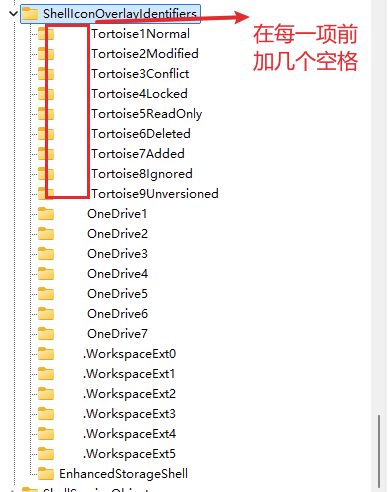 ShellIconOverlayIdentifiers
在每一项前
加几个空格
Tortoise1Normal
Tortoise2Modified
Tortoise3Conflict
Tortoise4Locked
Tortoise5ReadOnly
Tortoise6Deleted
Tortoise7Added
Tortoise8Ignored
Tortoise9Unversioned
OneDrive1
OneDrive2
OneDrive3
OneDrive4
OneDrive5
OneDrive6
OneDrive7
.WorkspaceExt0
.WorkspaceExt1
.WorkspaceExt2
.WorkspaceExt3
.WorkspaceExt4
.WorkspaceExt5
EnhancedStorageShell